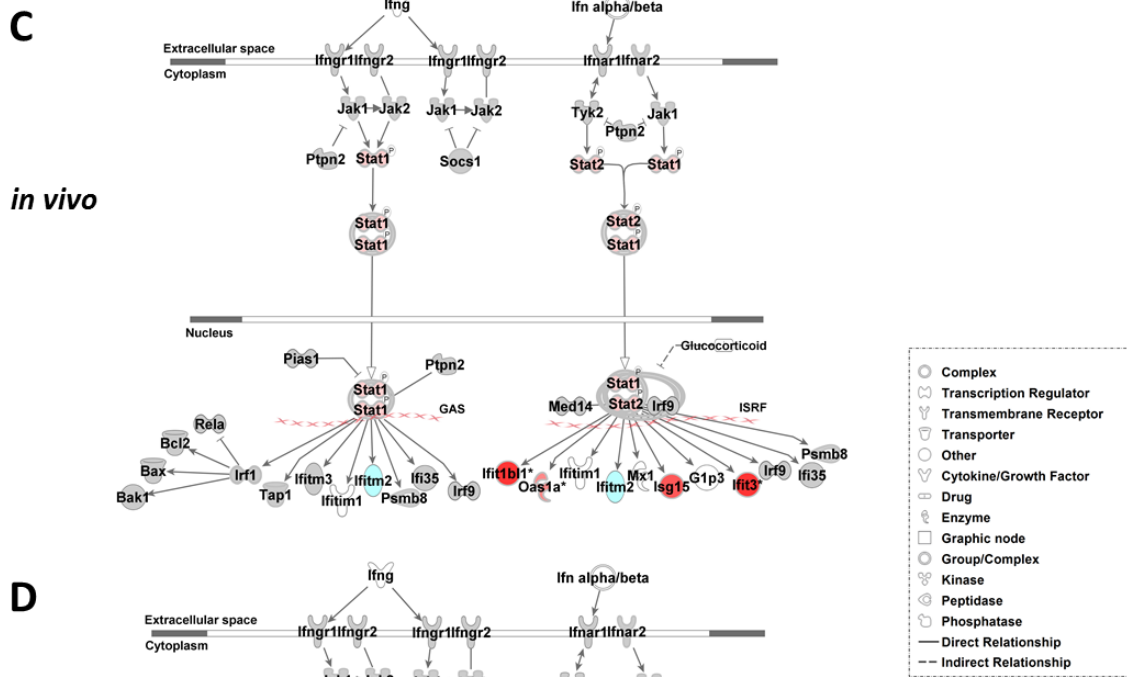 C
Ifng
Ifn alpha/beta
Extracellular space
Ifngr1 Ifngr2 Ifngr1 Ifngr2 Ifnar1 Ifnar2
Cytoplasm
Jak1 Jak2 Jak1 Jak2 Tyk2 Jak1
Ptpn2
Ptpn2 Stat1 P Socs1 Stat2 P Stat1 P
in vivo
P P
Stat1 Stat2
P P
Stat1 Stat1
Nucleus
Glucocorticoid
Pias1 Ptpn2
P P
Stat1 Stat1
P P
Stat1 GAS Med14 Stat2 Irf9 ISRF
Rela
Bcl2 Psmb8
Bax Irf1 Ifitm3 Ifitm2 Ifi35 Ifit1bl1* Ifitim1 Mx1 G1p3 Irf9 Ifi35
Bak1 Tap1 Ifitim1 Psmb8 Irf9 Oas1a* Ifitm2 Isg15 Ifit3*
Complex
Transcription Regulator
Transmembrane Receptor
Transporter
Other
Cytokine/Growth Factor
Drug
Enzyme
Graphic node
Group/Complex
Kinase
Peptidase
Phosphatase
Direct Relationship
Indirect Relationship
D
Ifng
Ifn alpha/beta
Extracellular space
Ifngr1 Ifngr2 Ifngr1 Ifngr2 Ifnar1 Ifnar2
Cytoplasm